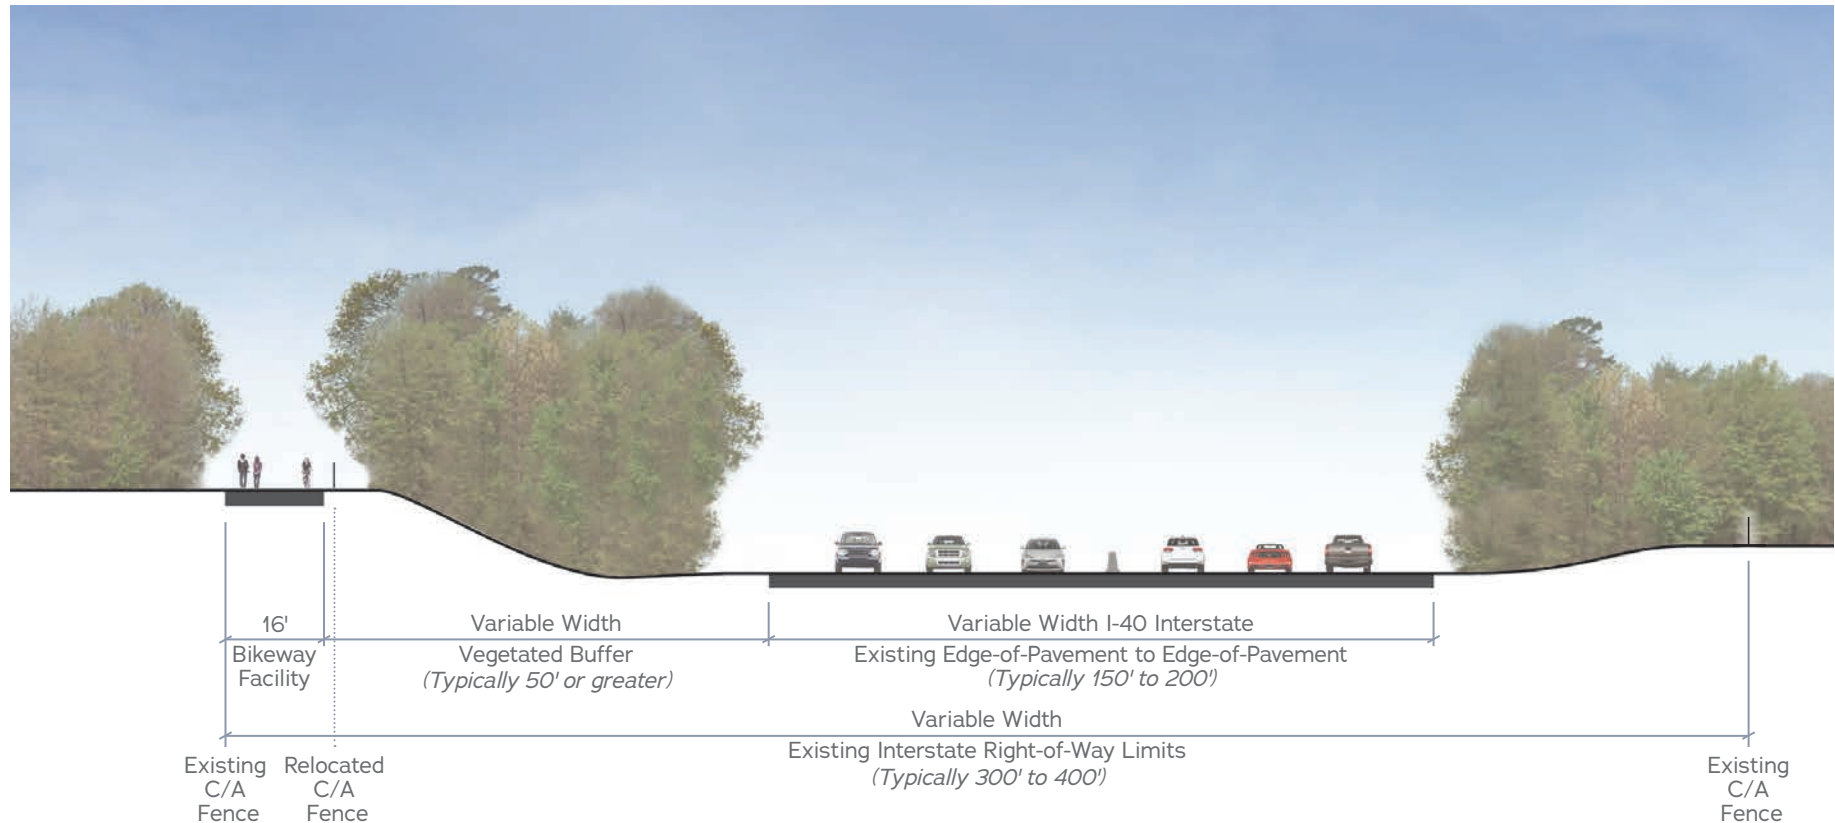 16'
Bikeway
Facility
Variable Width
Vegetated Buffer
(Typically 50' or greater)
Variable Width I-40 Interstate
Existing Edge-of-Pavement to Edge-of-Pavement
(Typically 150' to 200')
Variable Width
Existing Interstate Right-of-Way Limits
(Typically 300' to 400')
Existing
C/A
Fence
Relocated
C/A
Fence
Existing
C/A
Fence